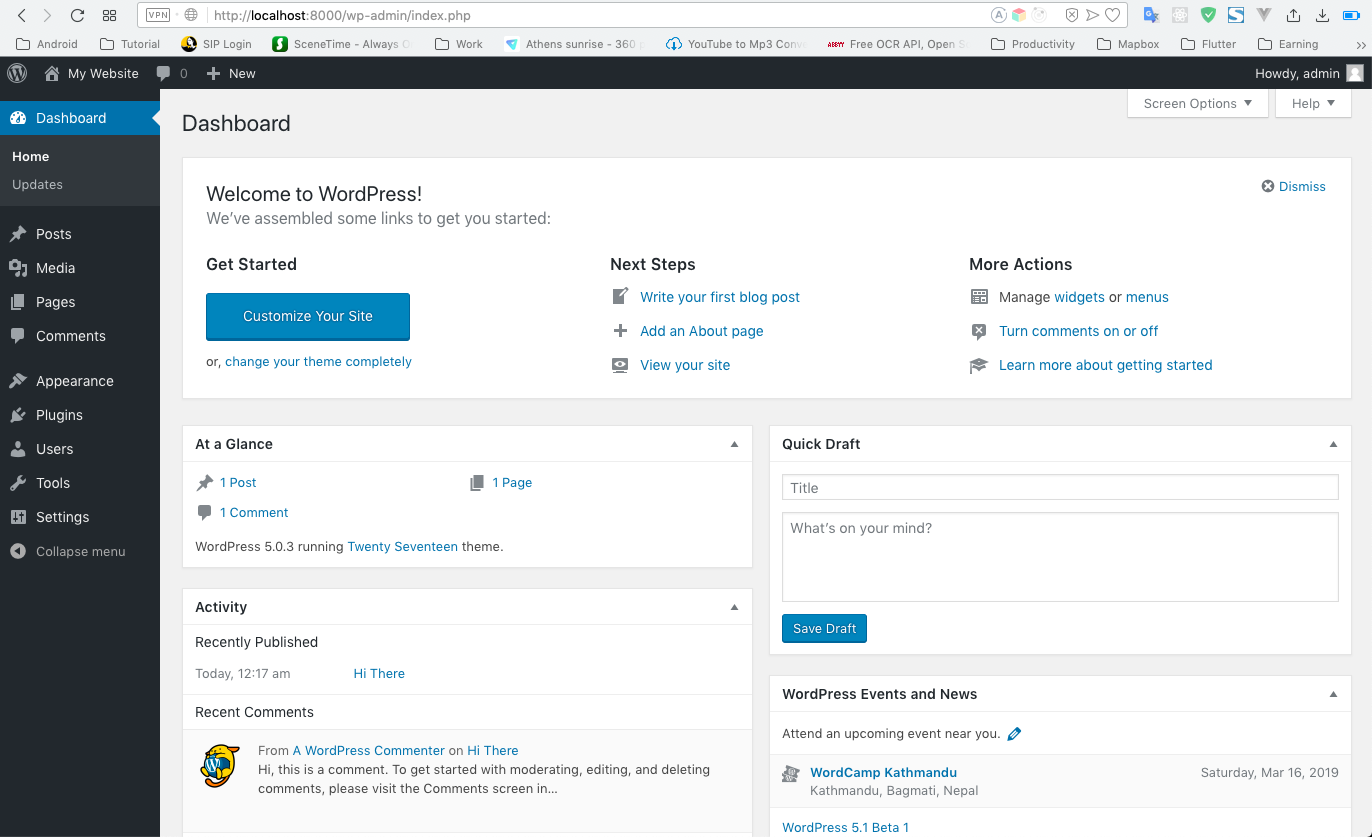 VPN
http://localhost:8000/wp-admin/index.php
Android
Tutorial
SIP Login
SceneTime - Always O
Work
Athens sunrise - 360
YouTube to Mp3 Conv
ABBYY
Free OCR API, Open S
Productivity
Mapbox
Flutter
Earning
My Website
0
New
Howdy, admin
Dashboard
Home
Updates
Posts
Media
Pages
Comments
Appearance
Plugins
Users
Tools
Settings
Collapse menu
Screen Options
Help
Dashboard
Welcome to WordPress!
Dismiss
We've assembled some links to get you started:
Get Started
Customize Your Site
or, change your theme completely
Next Steps
Write your first blog post
Add an About page
View your site
More Actions
Manage widgets or menus
Turn comments on or off
Learn more about getting started
At a Glance
1 Post
1 Page
1 Comment
WordPress 5.0.3 running Twenty Seventeen theme.
Activity
Recently Published
Today, 12:17 am Hi There
Recent Comments
From A WordPress Commenter on Hi There
Hi, this is a comment. To get started with moderating, editing, and deleting
comments, please visit the Comments screen in…
Quick Draft
Title
What's on your mind?
Save Draft
WordPress Events and News
Attend an upcoming event near you.
WordCamp Kathmandu Saturday, Mar 16, 2019
Kathmandu, Bagmati, Nepal
WordPress 5.1 Beta 1